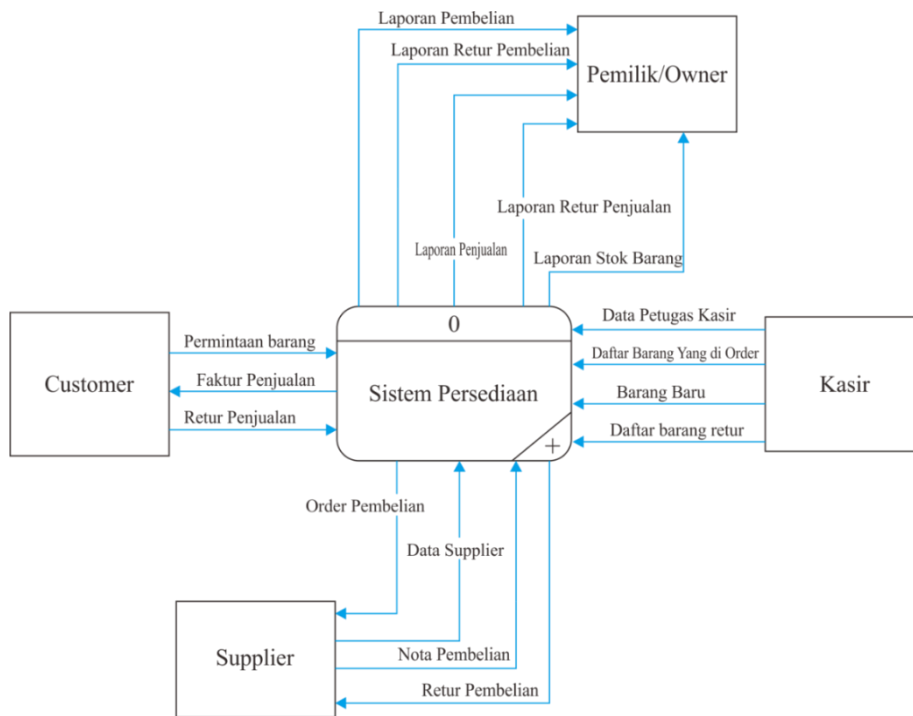 Laporan Pembelian
Laporan Retur Pembelian
Pemilik/Owner
Laporan Retur Penjualan
Laporan Penjualan
Laporan Stok Barang
0
Data Petugas Kasir
Permintaan barang
Daftar Barang Yang di Order
Customer
Faktur Penjualan
Sistem Persediaan
Barang Baru
Kasir
Retur Penjualan
Daftar barang retur
+
Order Pembelian
Data Supplier
Supplier
Nota Pembelian
Retur Pembelian